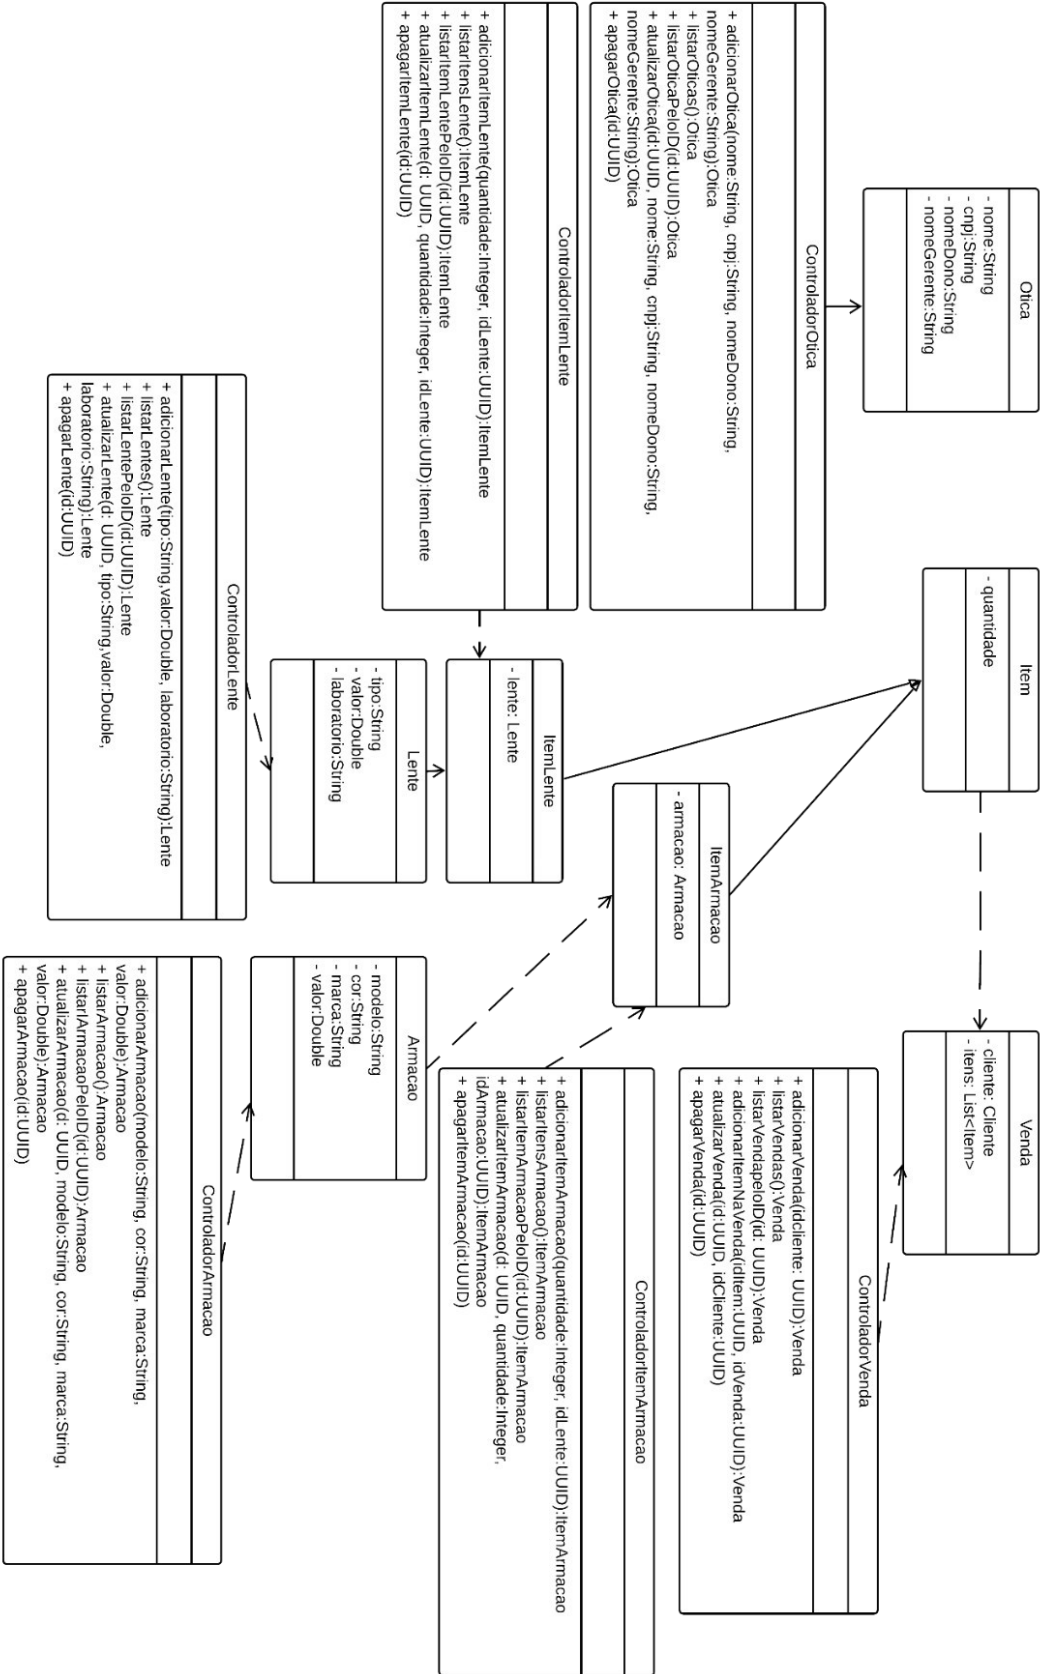 Otica
- nome:String
- cnpj:String
- nomeDono:String
- nomeGerente:String
ControladorOtica
+ adicionarOtica(nome:String, cnpj:String, nomeDono:String,
nomeGerente:String):Otica
+ listarOticas():Otica
+ listarOticaPeloID(id:UUID):Otica
+ atualizarOtica(id:UUID, nome:String, cnpj:String, nomeDono:String,
nomeGerente:String):Otica
+ apagarOtica(id:UUID)
ControladorItemLente
+ adicionarItemLente(quantidade:Integer, idLente:UUID):ItemLente
+ listarItensLente():ItemLente
+ listarItemLentePeloID(id:UUID):ItemLente
+ atualizarItemLente(d: UUID, quantidade:Integer, idLente:UUID):ItemLente
+ apagarItemLente(id:UUID)
Item
- quantidade
ItemLente
- lente: Lente
Lente
- tipo:String
- valor:Double
- laboratorio:String
ControladorLente
+ adicionarLente(tipo:String,valor:Double, laboratorio:String):Lente
+ listarLentes():Lente
+ listarLentePeloID(id:UUID):Lente
+ atualizarLente(d: UUID, tipo:String,valor:Double,
laboratorio:String):Lente
+ apagarLente(id:UUID)
ItemArmacao
- armacao: Armacao
Venda
- cliente: Cliente
- itens: List<Item>
ControladorVenda
+ adicionarVenda(idcliente: UUID):Venda
+ listarVendas():Venda
+ listarVendapeloID(id: UUID):Venda
+ adicionarItemNaVenda(idItem:UUID, idVenda:UUID):Venda
+ atualizarVenda(id:UUID, idCliente:UUID)
+ apagarVenda(id:UUID)
ControladorItemArmacao
+ adicionarItemArmacao(quantidade:Integer, idLente:UUID):ItemArmacao
+ listarItensArmacao():ItemArmacao
+ listarItemArmacaoPeloID(id:UUID):ItemArmacao
+ atualizarItemArmacao(d: UUID, quantidade:Integer,
idArmacao:UUID):ItemArmacao
+ apagarItemArmacao(id:UUID)
Armacao
- modelo:String
- cor:String
- marca:String
- valor:Double
ControladorArmacao
+ adicionarArmacao(modelo:String, cor:String, marca:String,
valor:Double):Armacao
+ listarArmacao():Armacao
+ listarlArmacaoPeloID(id:UUID):Armacao
+ atualizarArmacao(d: UUID, modelo:String, cor:String, marca:String,
valor:Double):Armacao
+ apagarArmacao(id:UUID)